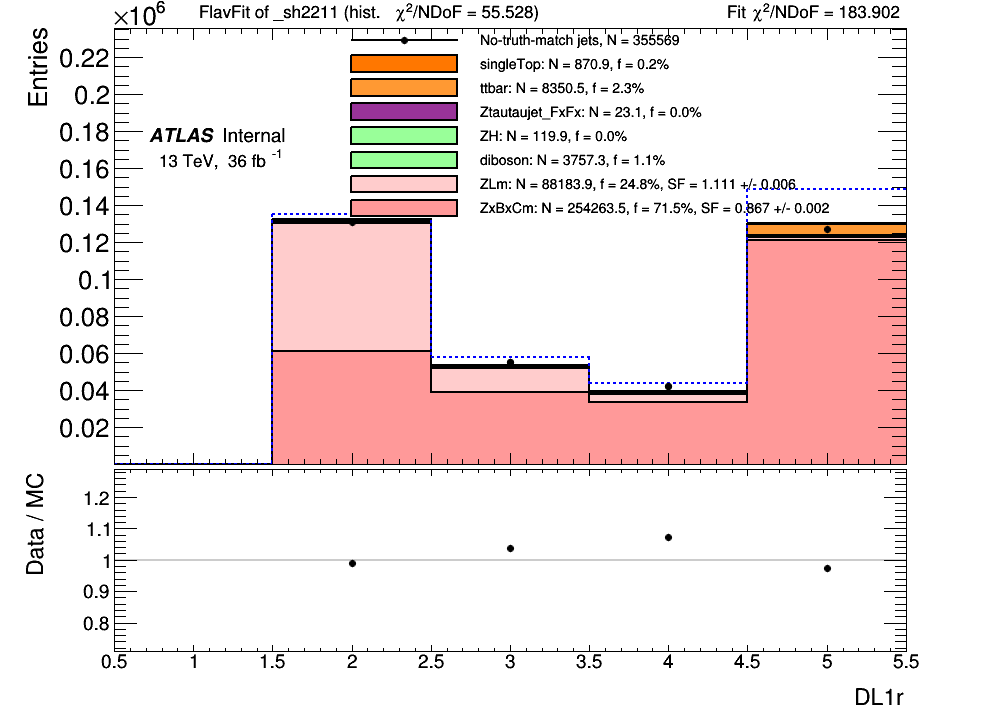 ×10⁶ FlavFit of _sh2211 (hist. χ²/NDoF = 55.528) Fit χ²/NDoF = 183.902
Entries
0.22
0.2
0.18
0.16
0.14
0.12
0.1
0.08
0.06
0.04
0.02
ATLAS Internal
13 TeV, 36 fb⁻¹
No-truth-match jets, N = 355569
singleTop: N = 870.9, f = 0.2%
ttbar: N = 8350.5, f = 2.3%
Ztautaujet_FxFx: N = 23.1, f = 0.0%
ZH: N = 119.9, f = 0.0%
diboson: N = 3757.3, f = 1.1%
ZLm: N = 88183.9, f = 24.8%, SF = 1.111 +/- 0.006
ZxBxCm: N = 254263.5, f = 71.5%, SF = 0.867 +/- 0.002
Data / MC
1.2
1.1
1
0.9
0.8
0.5 1 1.5 2 2.5 3 3.5 4 4.5 5 5.5
DL1r